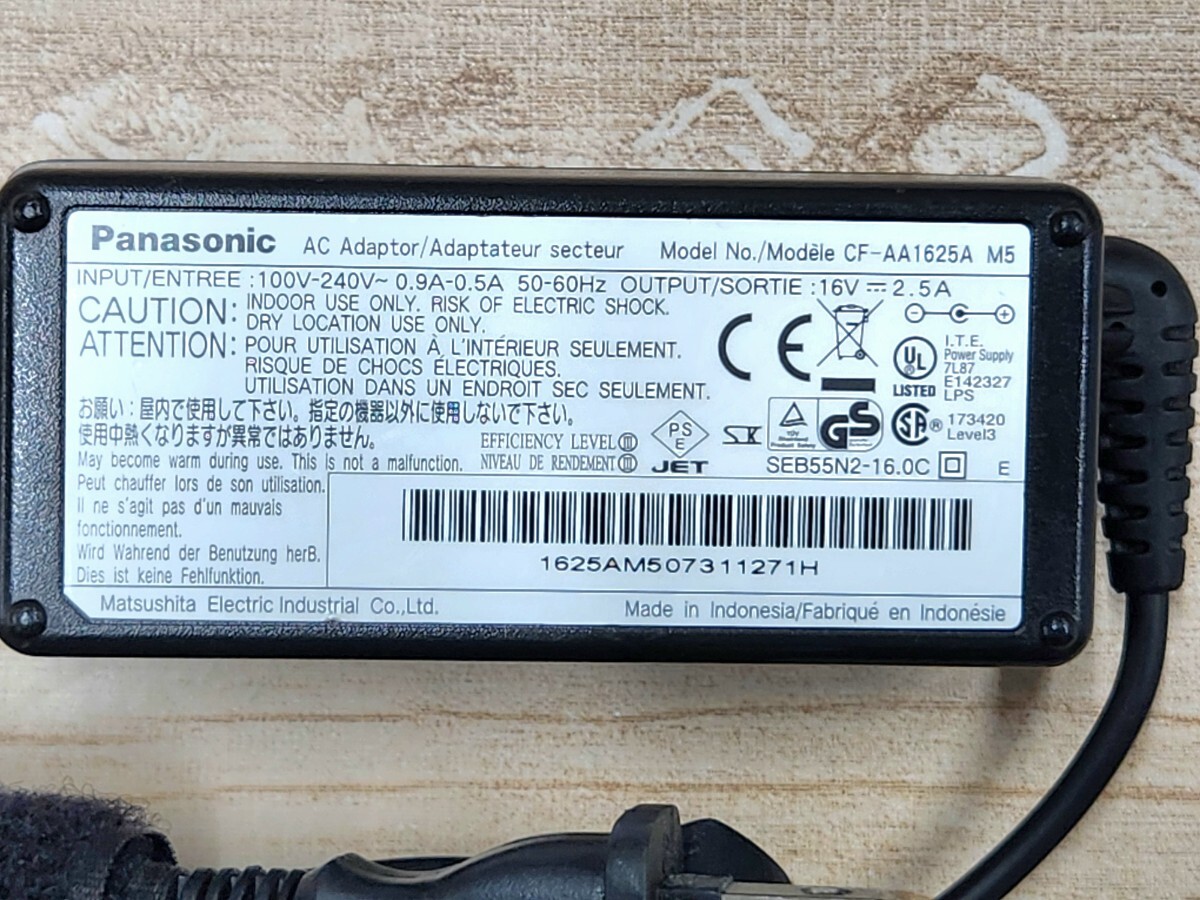 Panasonic AC Adaptor/Adaptateur secteur Model No./Modèle CF-AA1625A M5
INPUT/ENTREE :100V-240V~ 0.9A-0.5A 50-60Hz OUTPUT/SORTIE :16V ⎓ 2.5A
CAUTION: INDOOR USE ONLY. RISK OF ELECTRIC SHOCK.
DRY LOCATION USE ONLY.
ATTENTION: POUR UTILISATION À L'INTÉRIEUR SEULEMENT.
RISQUE DE CHOCS ÉLECTRIQUES.
UTILISATION DANS UN ENDROIT SEC SEULEMENT.
CE
UL
LISTED
I.T.E.
Power Supply
7L87
E142327
LPS
お願い:屋内で使用して下さい。指定の機器以外に使用しないで下さい。
使用中熱くなりますが異常ではありません。
EFFICIENCY LEVEL Ⅲ
May become warm during use. This is not a malfunction.
NIVEAU DE RENDEMENT Ⅲ
PS
E
JET
TÜV
Product Safety
GS
SA
®
173420
Level3
SEB55N2-16.0C E
Peut chauffer lors de son utilisation.
Il ne s'agit pas d'un mauvais
fonctionnement.
Wird Wahrend der Benutzung herB.
Dies ist keine Fehlfunktion.
1625AM507311271H
Matsushita Electric Industrial Co.,Ltd.
Made in Indonesia/Fabriqué en Indonésie